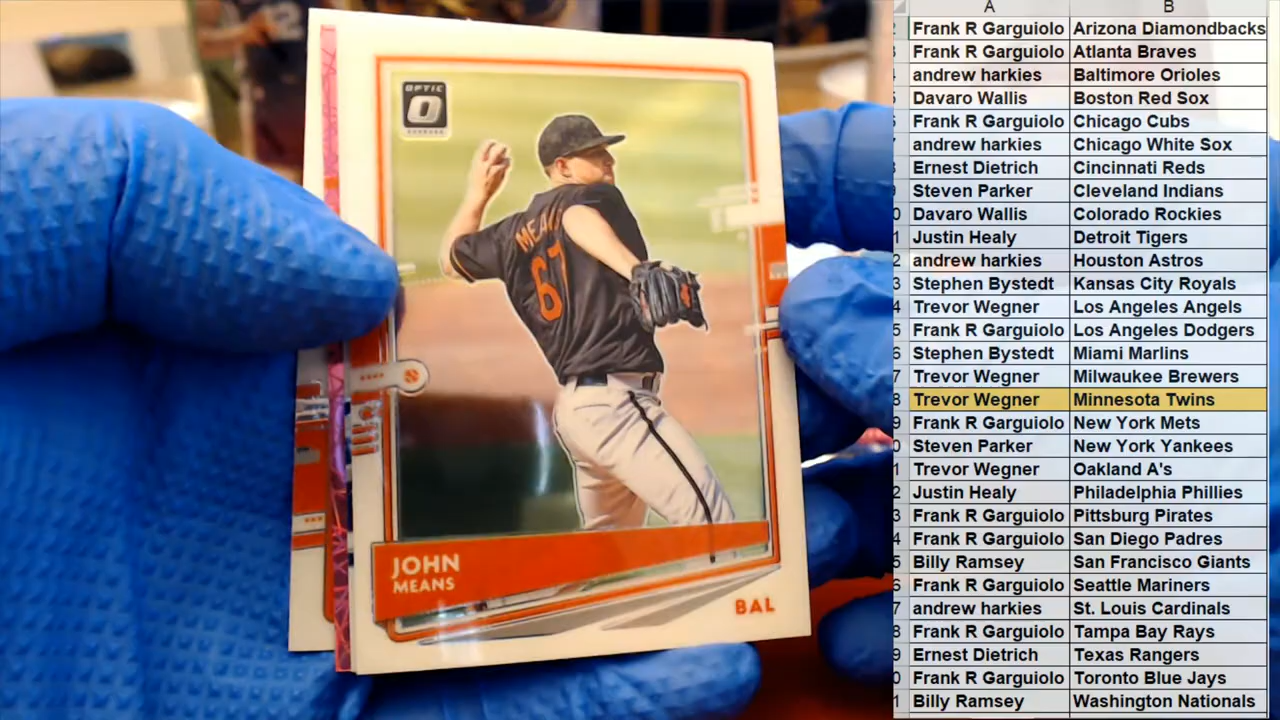 OPTIC
MEANS
67
JOHN
MEANS
BAL
A B
Frank R Garguiolo Arizona Diamondbacks
Frank R Garguiolo Atlanta Braves
andrew harkies Baltimore Orioles
Davaro Wallis Boston Red Sox
Frank R Garguiolo Chicago Cubs
andrew harkies Chicago White Sox
Ernest Dietrich Cincinnati Reds
Steven Parker Cleveland Indians
Davaro Wallis Colorado Rockies
Justin Healy Detroit Tigers
andrew harkies Houston Astros
Stephen Bystedt Kansas City Royals
Trevor Wegner Los Angeles Angels
Frank R Garguiolo Los Angeles Dodgers
Stephen Bystedt Miami Marlins
Trevor Wegner Milwaukee Brewers
Trevor Wegner Minnesota Twins
Frank R Garguiolo New York Mets
Steven Parker New York Yankees
Trevor Wegner Oakland A's
Justin Healy Philadelphia Phillies
Frank R Garguiolo Pittsburg Pirates
Frank R Garguiolo San Diego Padres
Billy Ramsey San Francisco Giants
Frank R Garguiolo Seattle Mariners
andrew harkies St. Louis Cardinals
Frank R Garguiolo Tampa Bay Rays
Ernest Dietrich Texas Rangers
Frank R Garguiolo Toronto Blue Jays
Billy Ramsey Washington Nationals